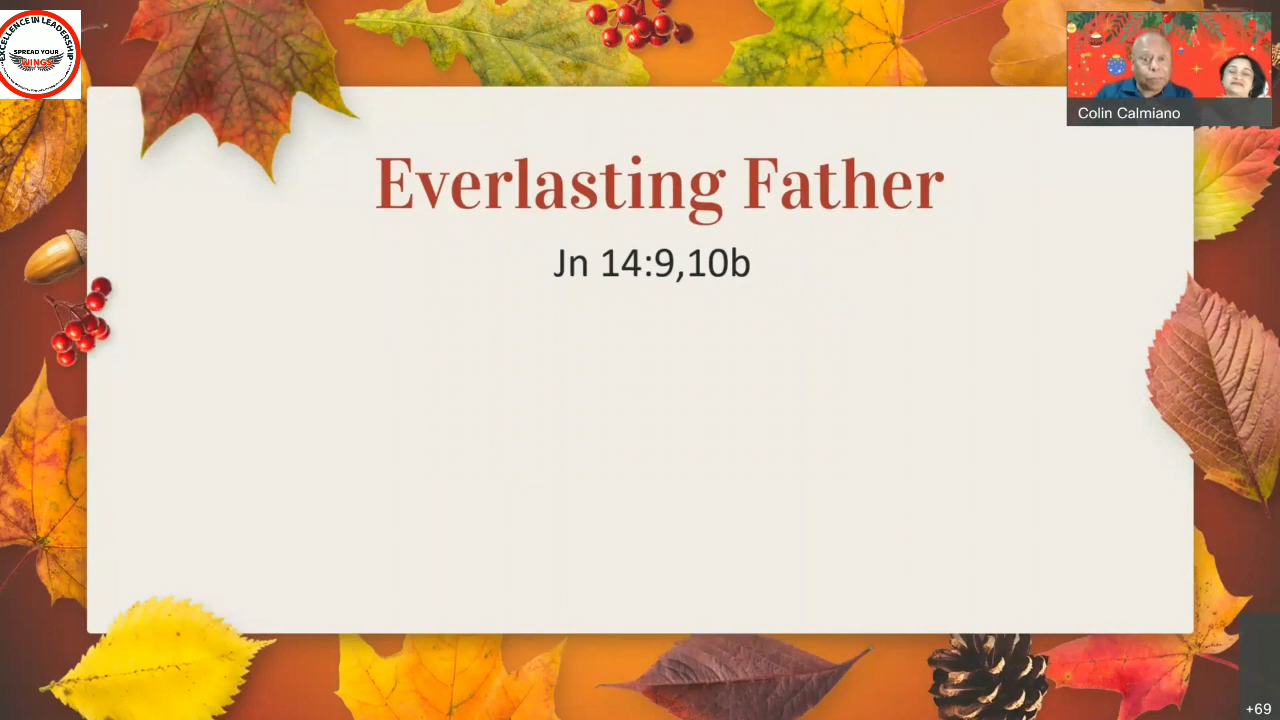 EXCELLENCE IN LEADERSHIP
SPREAD YOUR
WINGS
Colin Calmiano
Everlasting Father
Jn 14:9,10b
+69